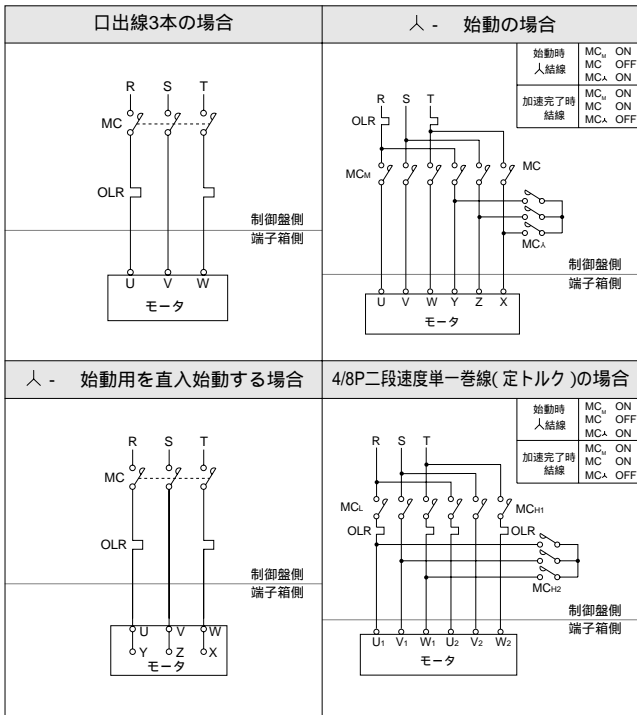 口出線3本の場合
R S T
MC
OLR
制御盤側
端子箱側
U V W
モータ
人 -　始動の場合
始動時 MCM ON
人結線 MC OFF
MC人 ON
加速完了時 MCM ON
結線 MC ON
MC人 OFF
R S T
OLR
MCM MC
MC人
制御盤側
端子箱側
U V W Y Z X
モータ
人 -　始動用を直入始動する場合
R S T
MC
OLR
制御盤側
端子箱側
U V W
Y Z X
モータ
4/8P二段速度単一巻線(定トルク)の場合
始動時 MCM ON
人結線 MC OFF
MC人 ON
加速完了時 MCM ON
結線 MC ON
MC人 OFF
R S T
MCL MCH1
OLR OLR
MCH2
制御盤側
端子箱側
U1 V1 W1 U2 V2 W2
モータ